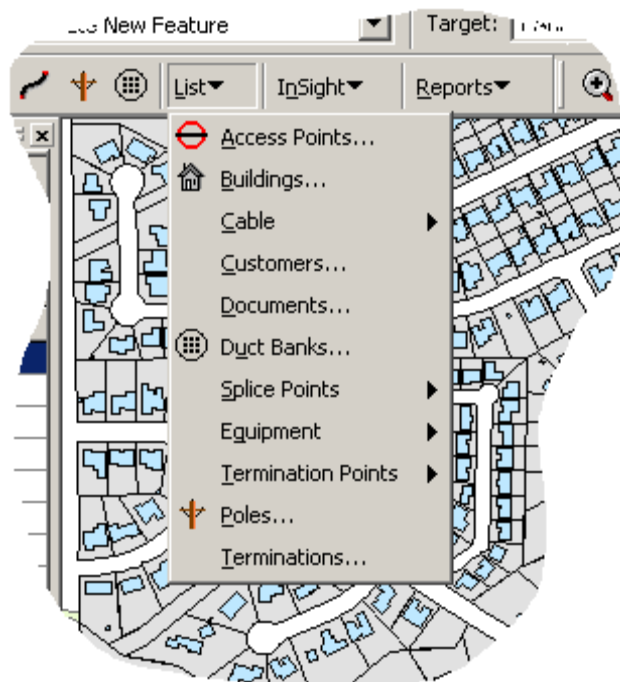 New Feature
Target:
List InSight Reports
Access Points...
Buildings...
Cable
Customers...
Documents...
Duct Banks...
Splice Points
Equipment
Termination Points
Poles...
Terminations...